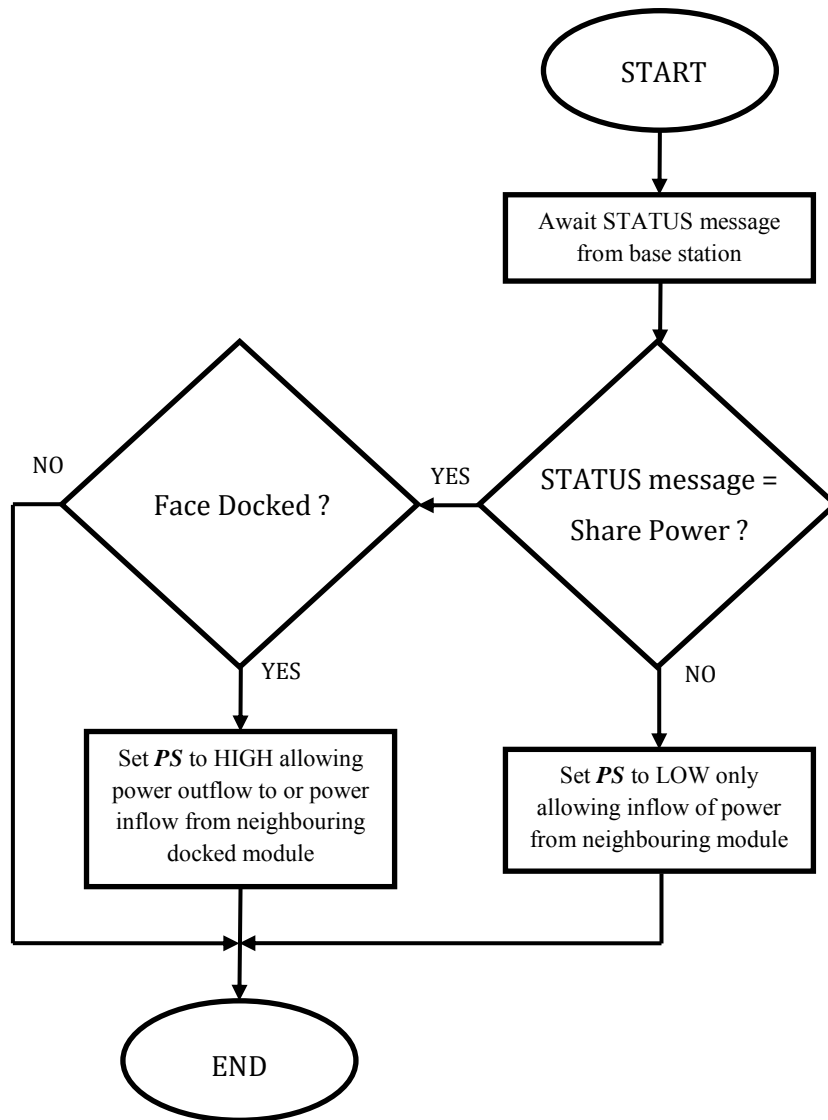 START
Await STATUS message
from base station
STATUS message =
Share Power ?
YES
NO
Face Docked ?
NO
YES
Set PS to HIGH allowing
power outflow to or power
inflow from neighbouring
docked module
Set PS to LOW only
allowing inflow of power
from neighbouring module
END